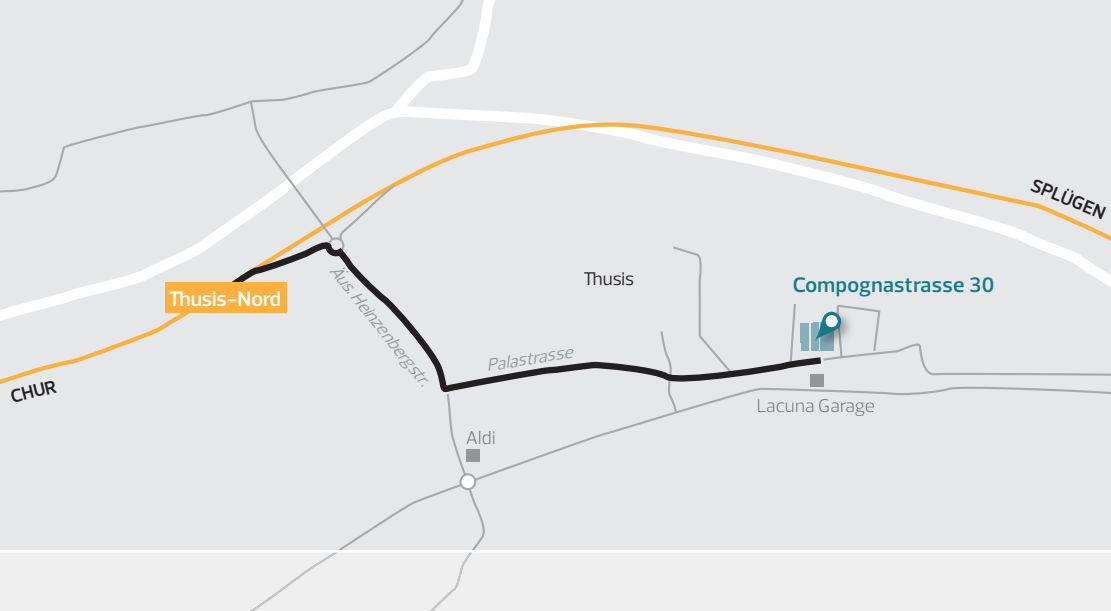 SPLÜGEN
Thusis
Compognastrasse 30
Thusis-Nord
Äus. Heinzenbergstr.
Palastrasse
CHUR
Lacuna Garage
Aldi